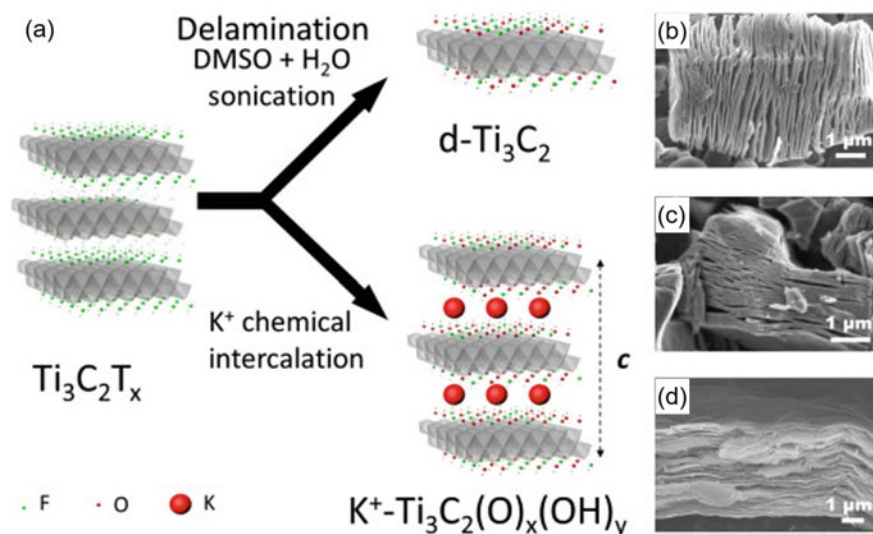 (a)
Delamination
DMSO + H₂O
sonication
d-Ti₃C₂
Ti₃C₂Tₓ
K⁺ chemical
intercalation
c
F O K
K⁺-Ti₃C₂(O)ₓ(OH)ᵧ
(b)
1 µm
(c)
1 µm
(d)
1 µm